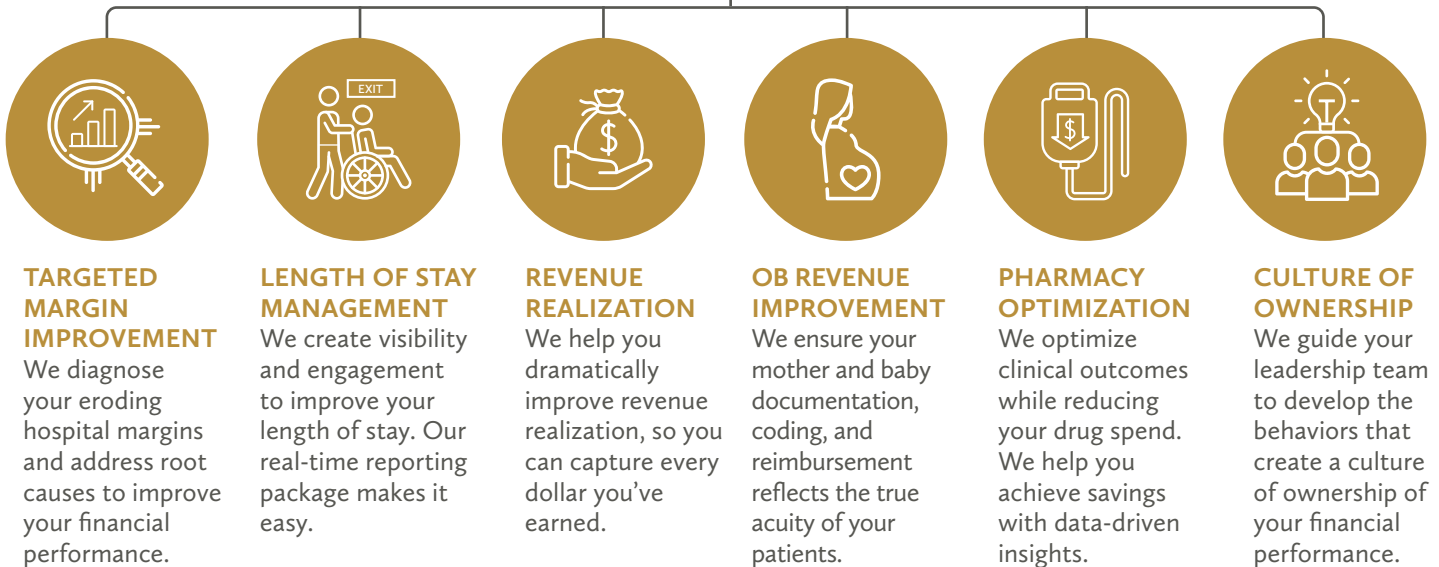 EXIT
$
$
TARGETED
MARGIN
IMPROVEMENT
We diagnose
your eroding
hospital margins
and address root
causes to improve
your financial
performance.
LENGTH OF STAY
MANAGEMENT
We create visibility
and engagement
to improve your
length of stay. Our
real-time reporting
package makes it
easy.
REVENUE
REALIZATION
We help you
dramatically
improve revenue
realization, so you
can capture every
dollar you’ve
earned.
OB REVENUE
IMPROVEMENT
We ensure your
mother and baby
documentation,
coding, and
reimbursement
reflects the true
acuity of your
patients.
PHARMACY
OPTIMIZATION
We optimize
clinical outcomes
while reducing
your drug spend.
We help you
achieve savings
with data-driven
insights.
CULTURE OF
OWNERSHIP
We guide your
leadership team
to develop the
behaviors that
create a culture
of ownership of
your financial
performance.